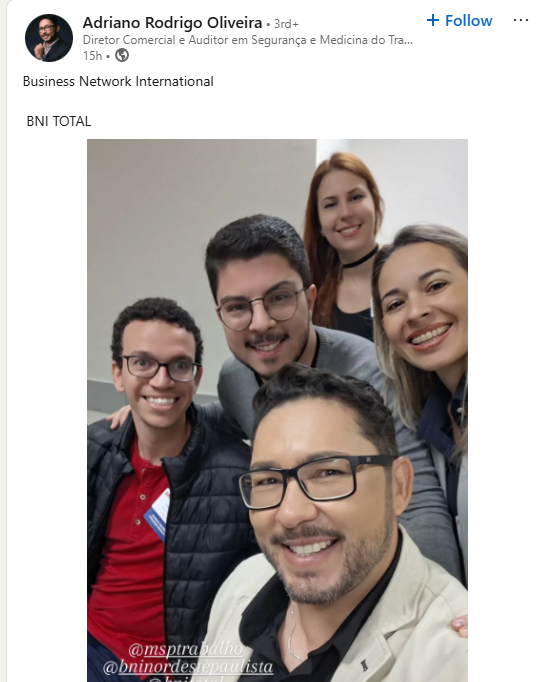 Adriano Rodrigo Oliveira • 3rd+
+ Follow
...
Diretor Comercial e Auditor em Segurança e Medicina do Tra...
15h •
Business Network International
BNI TOTAL
@msptrabalho
@bninordestepaulista